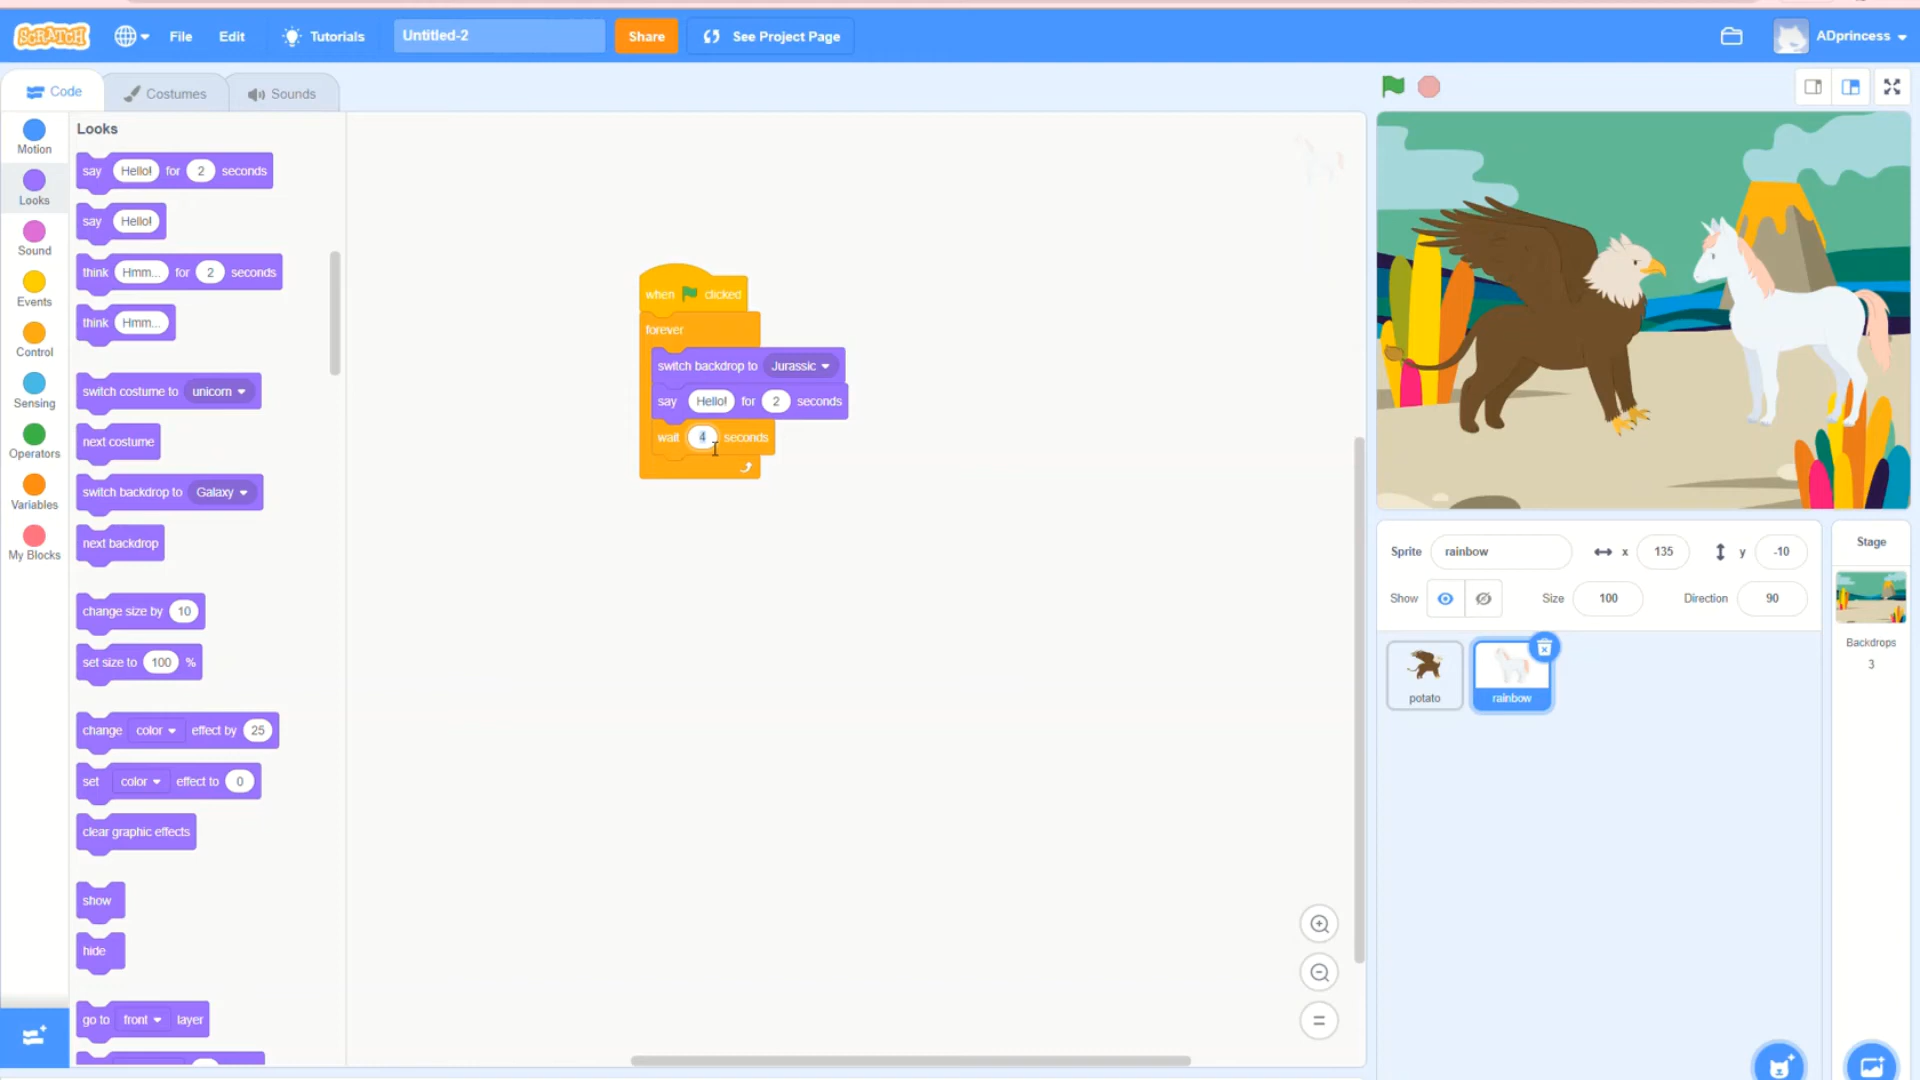 SCRATCH File Edit Tutorials Untitled-2 Share See Project Page ADprincess
Code Costumes Sounds
Motion
Looks
Sound
Events
Control
Sensing
Operators
Variables
My Blocks
Looks
say Hello! for 2 seconds
say Hello!
think Hmm... for 2 seconds
think Hmm...
switch costume to unicorn
next costume
switch backdrop to Galaxy
next backdrop
change size by 10
set size to 100 %
change color effect by 25
set color effect to 0
clear graphic effects
show
hide
go to front layer
when clicked
forever
switch backdrop to Jurassic
say Hello! for 2 seconds
wait 4 seconds
Sprite rainbow x 135 y -10
Show Size 100 Direction 90
potato
rainbow
Stage
Backdrops
3